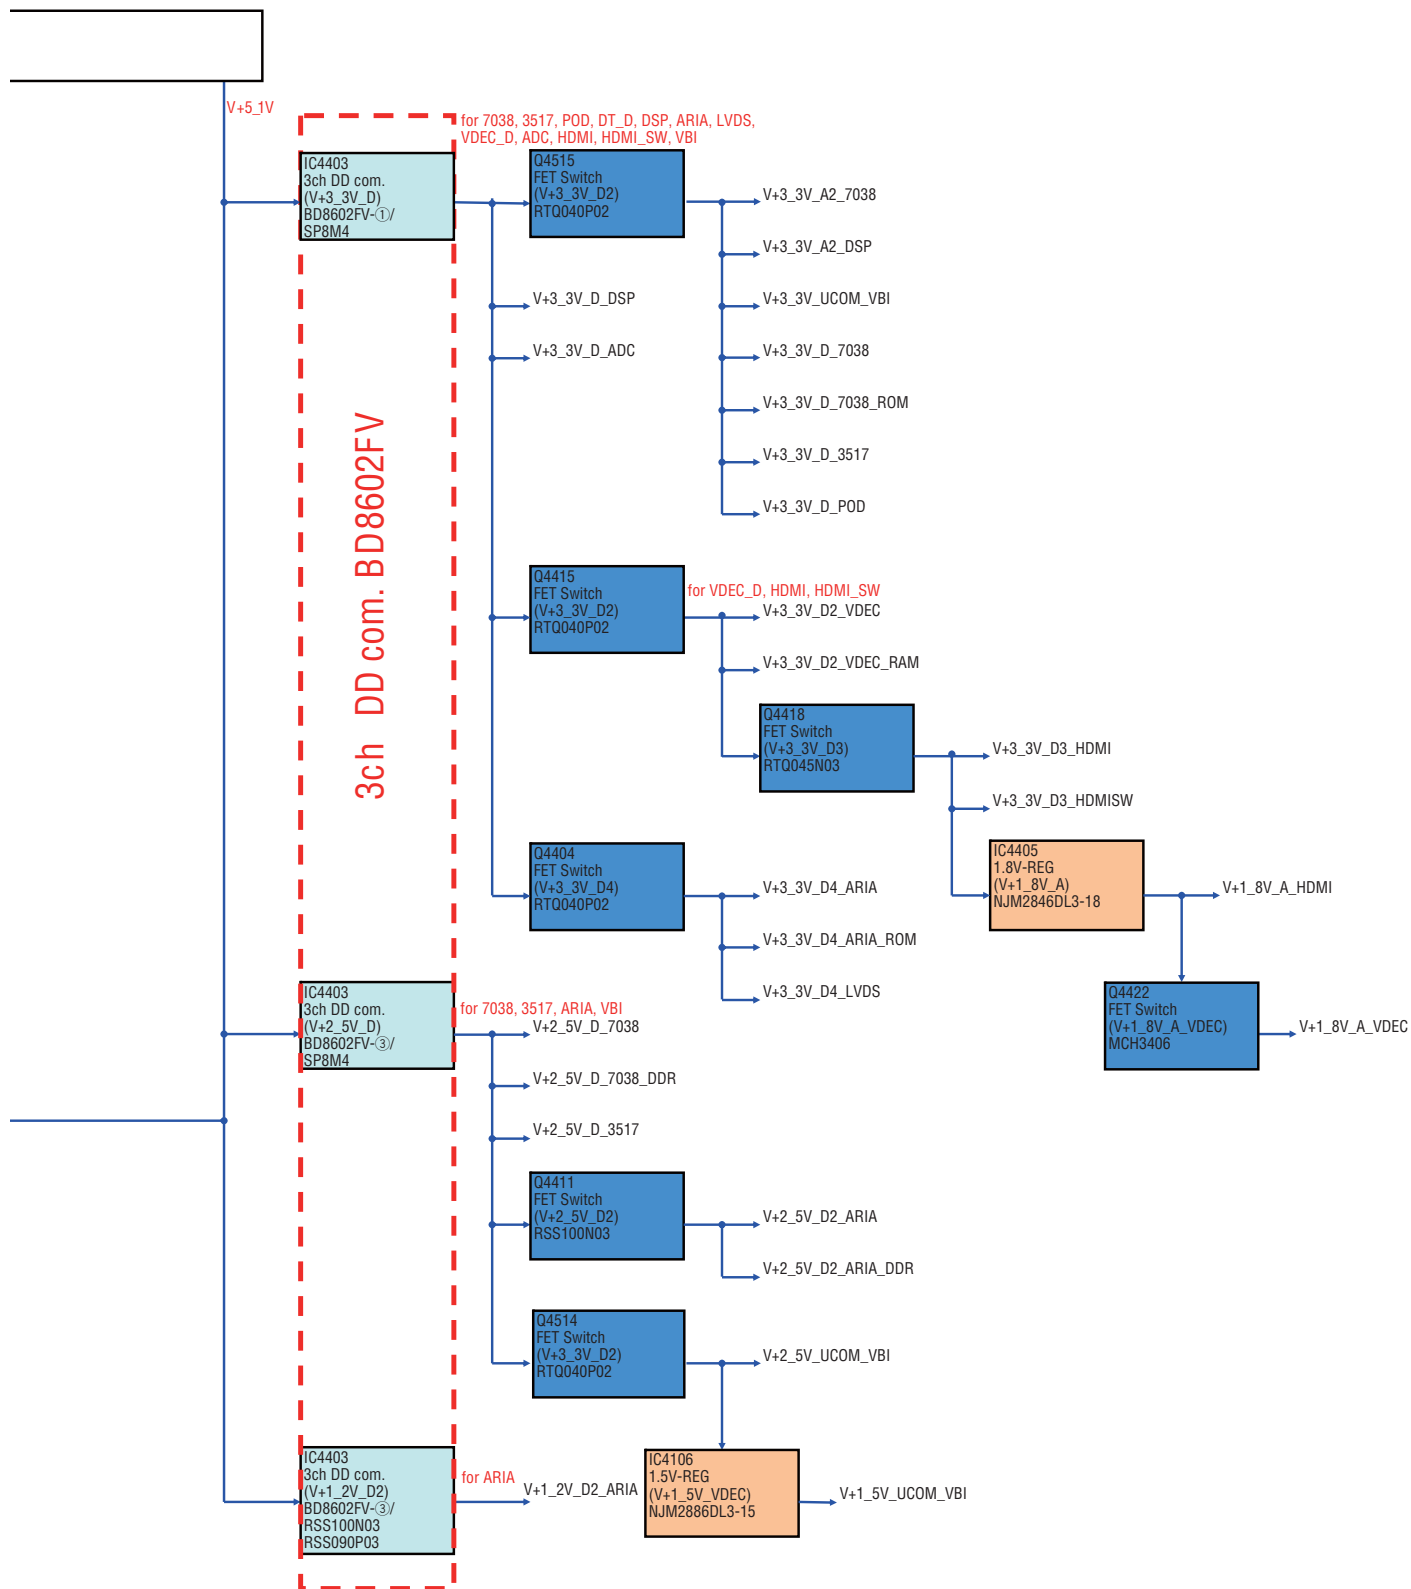 V+5_1V
for 7038, 3517, POD, DT_D, DSP, ARIA, LVDS,
VDEC_D, ADC, HDMI, HDMI_SW, VBI
IC4403
3ch DD com.
(V+3_3V_D)
BD8602FV-①/
SP8M4
Q4515
FET Switch
(V+3_3V_D2)
RTQ040P02
V+3_3V_A2_7038
V+3_3V_A2_DSP
V+3_3V_UCOM_VBI
V+3_3V_D_7038
V+3_3V_D_7038_ROM
V+3_3V_D_3517
V+3_3V_D_POD
V+3_3V_D_DSP
V+3_3V_D_ADC
3ch DD com. BD8602FV
Q4415
FET Switch
(V+3_3V_D2)
RTQ040P02
for VDEC_D, HDMI, HDMI_SW
V+3_3V_D2_VDEC
V+3_3V_D2_VDEC_RAM
Q4418
FET Switch
(V+3_3V_D3)
RTQ045N03
V+3_3V_D3_HDMI
V+3_3V_D3_HDMISW
IC4405
1.8V-REG
(V+1_8V_A)
NJM2846DL3-18
V+1_8V_A_HDMI
Q4422
FET Switch
(V+1_8V_A_VDEC)
MCH3406
V+1_8V_A_VDEC
Q4404
FET Switch
(V+3_3V_D4)
RTQ040P02
V+3_3V_D4_ARIA
V+3_3V_D4_ARIA_ROM
V+3_3V_D4_LVDS
IC4403
3ch DD com.
(V+2_5V_D)
BD8602FV-③/
SP8M4
for 7038, 3517, ARIA, VBI
V+2_5V_D_7038
V+2_5V_D_7038_DDR
V+2_5V_D_3517
Q4411
FET Switch
(V+2_5V_D2)
RSS100N03
V+2_5V_D2_ARIA
V+2_5V_D2_ARIA_DDR
Q4514
FET Switch
(V+3_3V_D2)
RTQ040P02
V+2_5V_UCOM_VBI
IC4403
3ch DD com.
(V+1_2V_D2)
BD8602FV-③/
RSS100N03
RSS090P03
for ARIA
V+1_2V_D2_ARIA
IC4106
1.5V-REG
(V+1_5V_VDEC)
NJM2886DL3-15
V+1_5V_UCOM_VBI